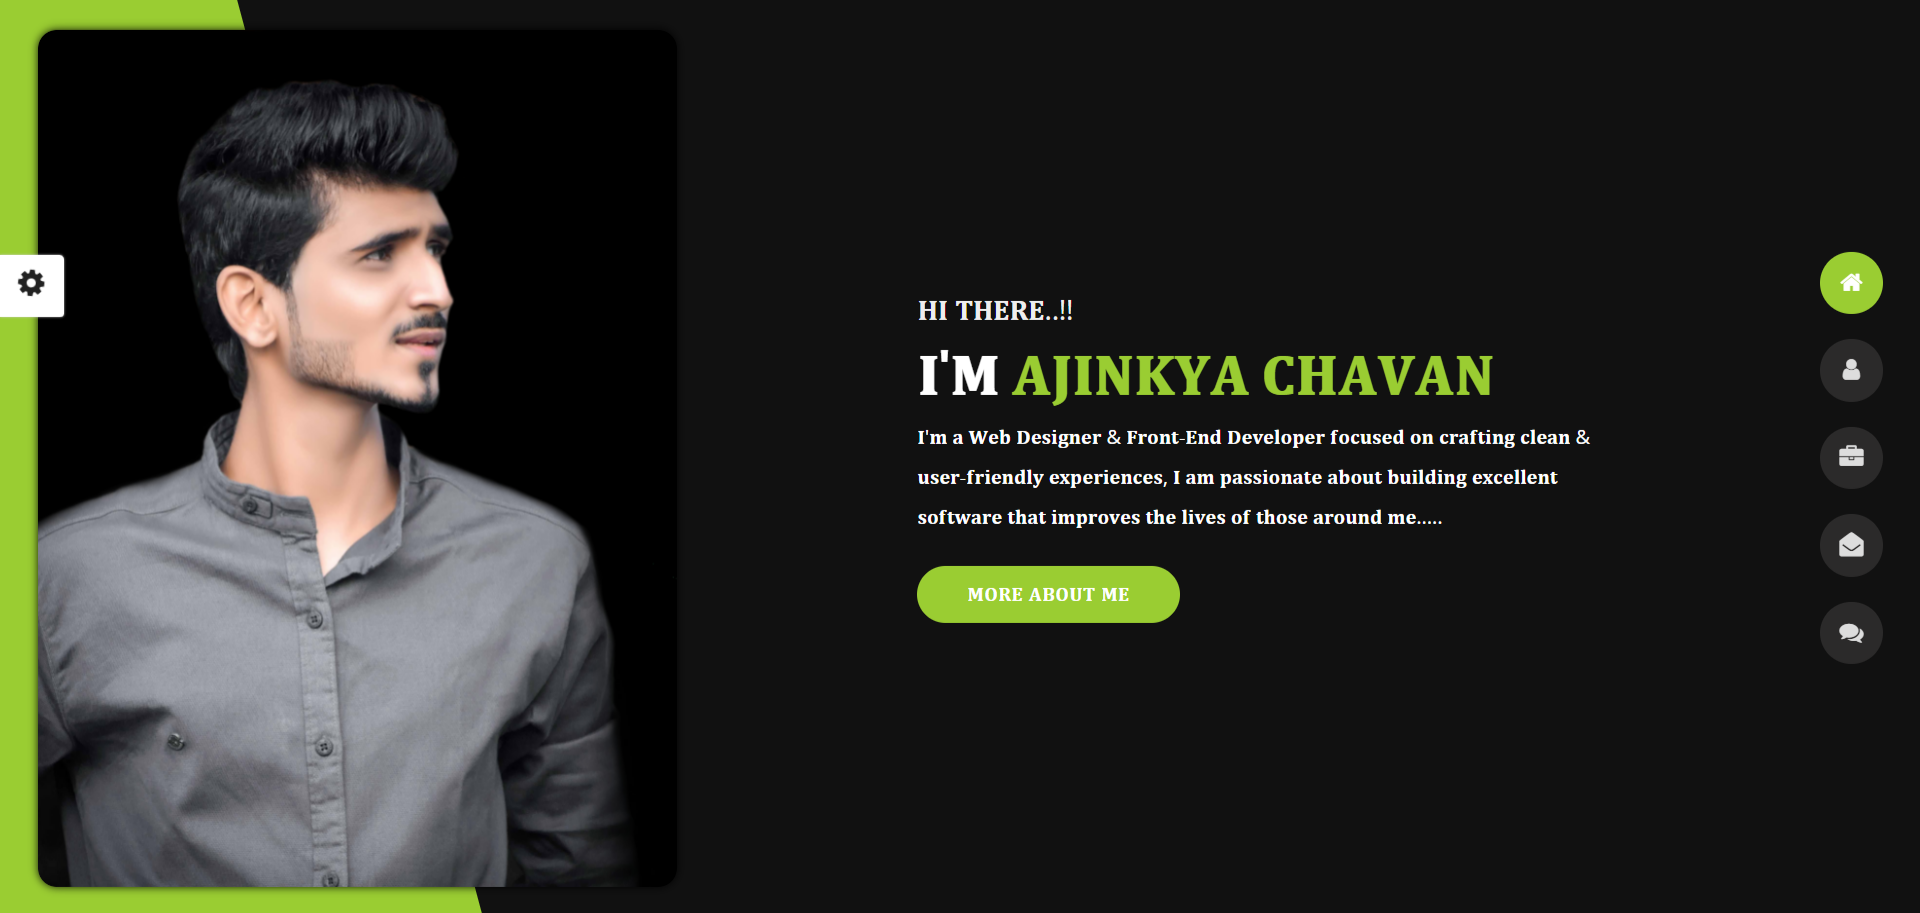 HI THERE..!!
I'M AJINKYA CHAVAN
I'm a Web Designer & Front-End Developer focused on crafting clean &
user-friendly experiences, I am passionate about building excellent
software that improves the lives of those around me.....
MORE ABOUT ME